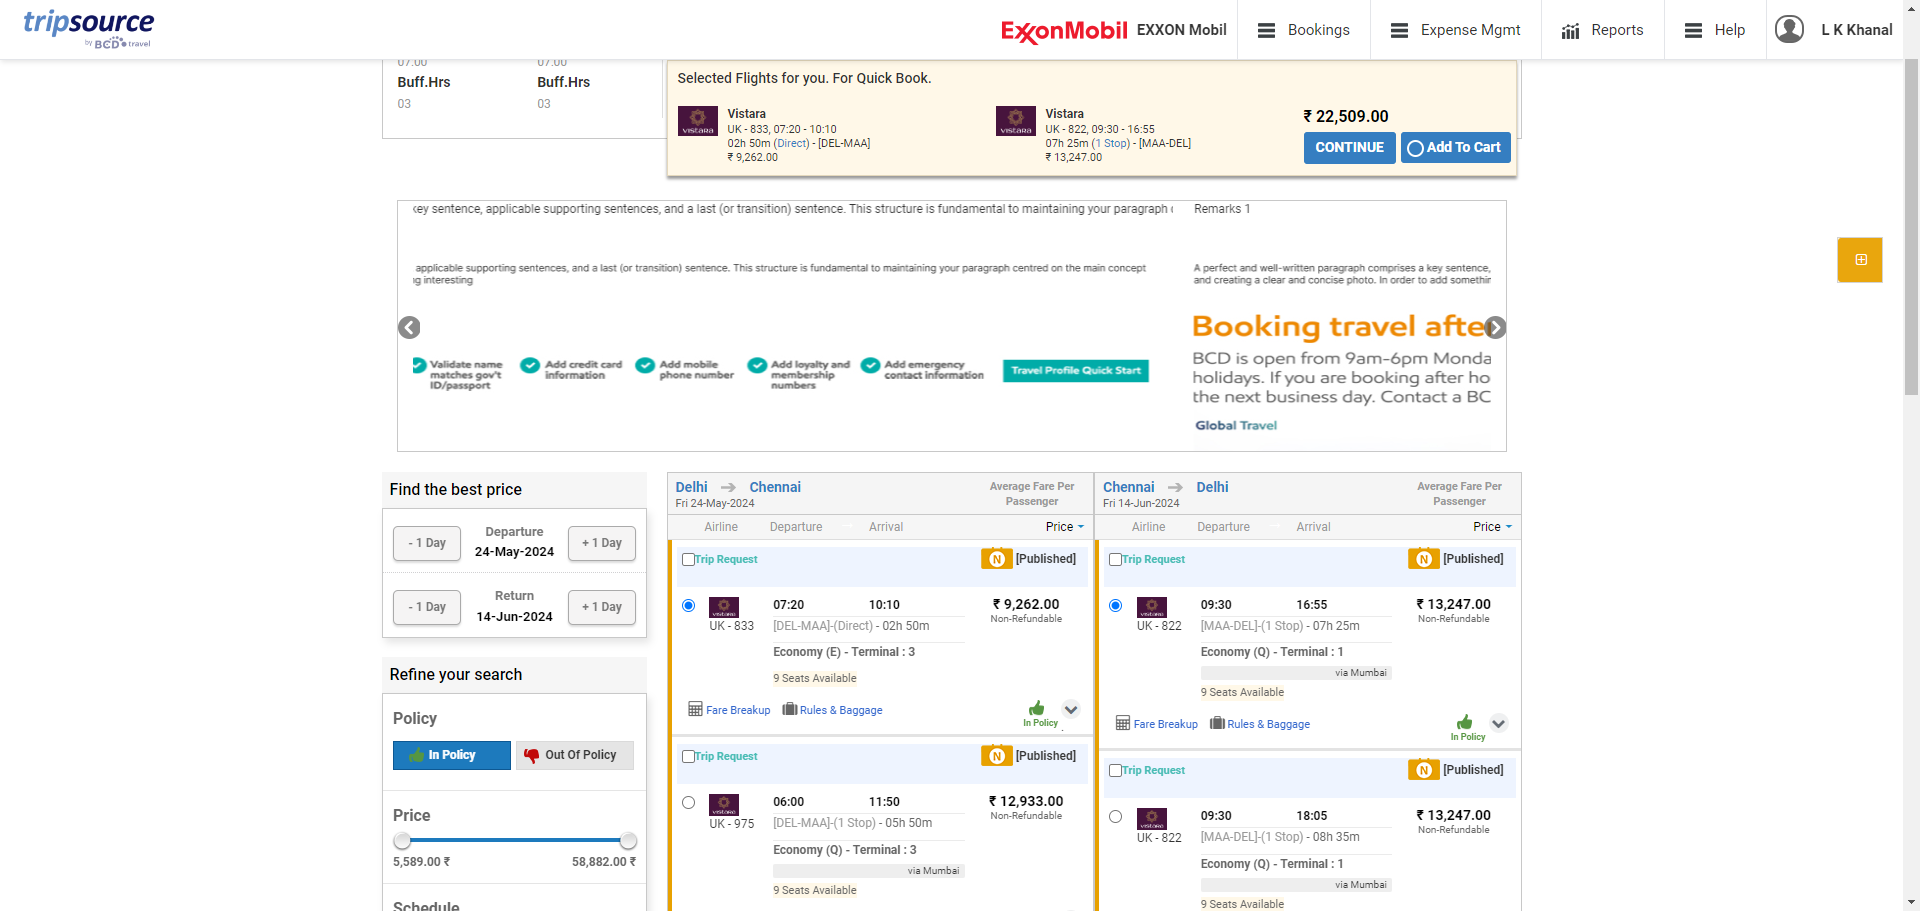 tripsource
by BCD travel
ExxonMobil
EXXON Mobil
Bookings
Expense Mgmt
Reports
Help
L K Khanal
07:00
07:00
Buff.Hrs
Buff.Hrs
03
03
Selected Flights for you. For Quick Book.
VISTARA
Vistara
UK - 833, 07:20 - 10:10
02h 50m (Direct) - [DEL-MAA]
₹ 9,262.00
VISTARA
Vistara
UK - 822, 09:30 - 16:55
07h 25m (1 Stop) - [MAA-DEL]
₹ 13,247.00
₹ 22,509.00
CONTINUE
Add To Cart
key sentence, applicable supporting sentences, and a last (or transition) sentence. This structure is fundamental to maintaining your paragraph
applicable supporting sentences, and a last (or transition) sentence. This structure is fundamental to maintaining your paragraph centred on the main concept
interesting
Validate name
matches gov't
ID/passport
Add credit card
information
Add mobile
phone number
Add loyalty and
membership
numbers
Add emergency
contact information
Travel Profile Quick Start
Remarks 1
A perfect and well-written paragraph comprises a key sentence,
and creating a clear and concise photo. In order to add somethin
Booking travel afte
BCD is open from 9am-6pm Monda
holidays. If you are booking after ho
the next business day. Contact a BC
Global Travel
Find the best price
- 1 Day
Departure
24-May-2024
+ 1 Day
- 1 Day
Return
14-Jun-2024
+ 1 Day
Refine your search
Policy
In Policy
Out Of Policy
Price
5,589.00 ₹
58,882.00 ₹
Schedule
Delhi
Chennai
Fri 24-May-2024
Average Fare Per
Passenger
Airline
Departure
Arrival
Price
Trip Request
N
[Published]
VISTARA
UK - 833
07:20
10:10
[DEL-MAA]-(Direct) - 02h 50m
₹ 9,262.00
Non-Refundable
Economy (E) - Terminal : 3
9 Seats Available
Fare Breakup
Rules & Baggage
In Policy
Trip Request
N
[Published]
VISTARA
UK - 975
06:00
11:50
[DEL-MAA]-(1 Stop) - 05h 50m
₹ 12,933.00
Non-Refundable
Economy (Q) - Terminal : 3
via Mumbai
9 Seats Available
Chennai
Delhi
Fri 14-Jun-2024
Average Fare Per
Passenger
Airline
Departure
Arrival
Price
Trip Request
N
[Published]
VISTARA
UK - 822
09:30
16:55
[MAA-DEL]-(1 Stop) - 07h 25m
₹ 13,247.00
Non-Refundable
Economy (Q) - Terminal : 1
via Mumbai
9 Seats Available
Fare Breakup
Rules & Baggage
In Policy
Trip Request
N
[Published]
VISTARA
UK - 822
09:30
18:05
[MAA-DEL]-(1 Stop) - 08h 35m
₹ 13,247.00
Non-Refundable
Economy (Q) - Terminal : 1
via Mumbai
9 Seats Available